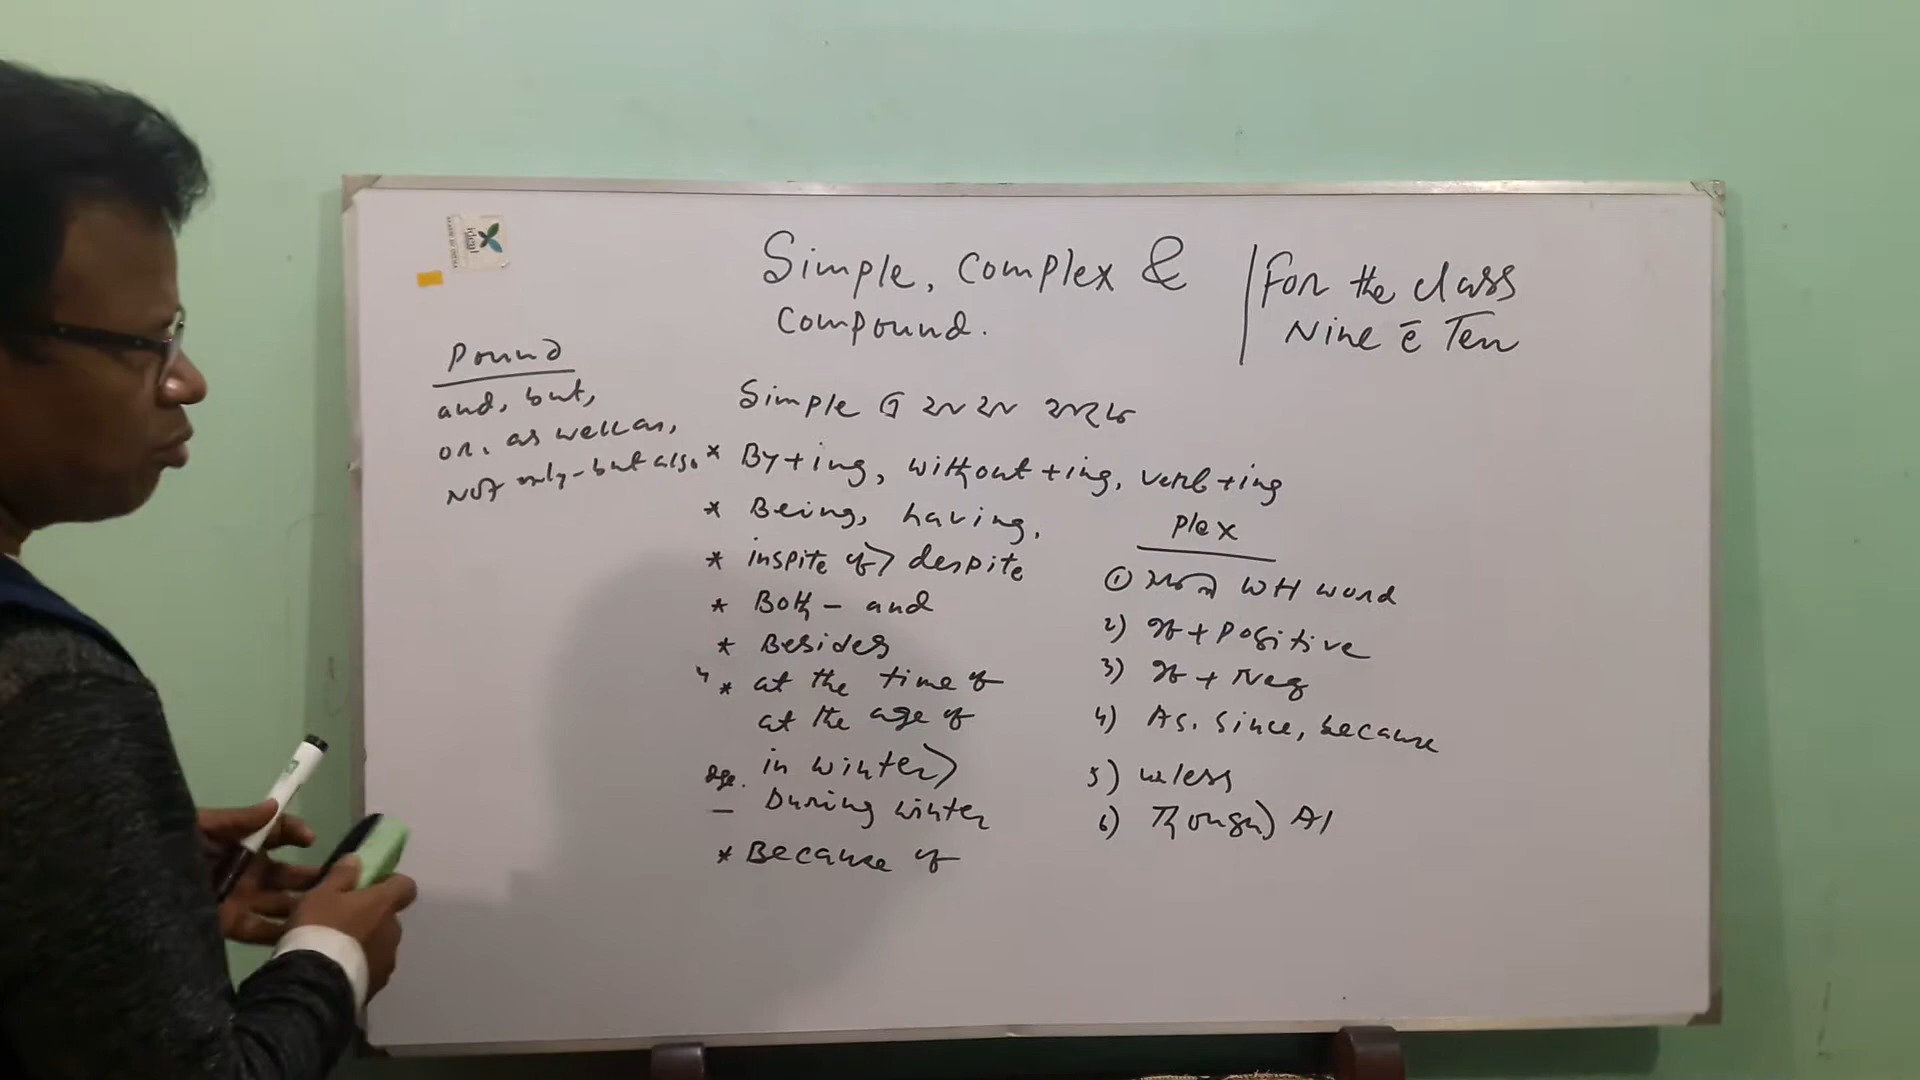 Simple, complex &
compound.
For the class
Nine ē Ten
Pound
and, but,
or, as well as,
Not only - but also
Simple এ
* By+ing, without +ing, verb +ing
* Being, having,
* inspite of> despite
* Both - and
* Besides
* at the time of
at the age of
in winter>
— During winter
* Because of
Plex
① WH word
2) If + Positive
3) If + Neg
4) As. Since, because
5) unless
6) Though) Al
ideal